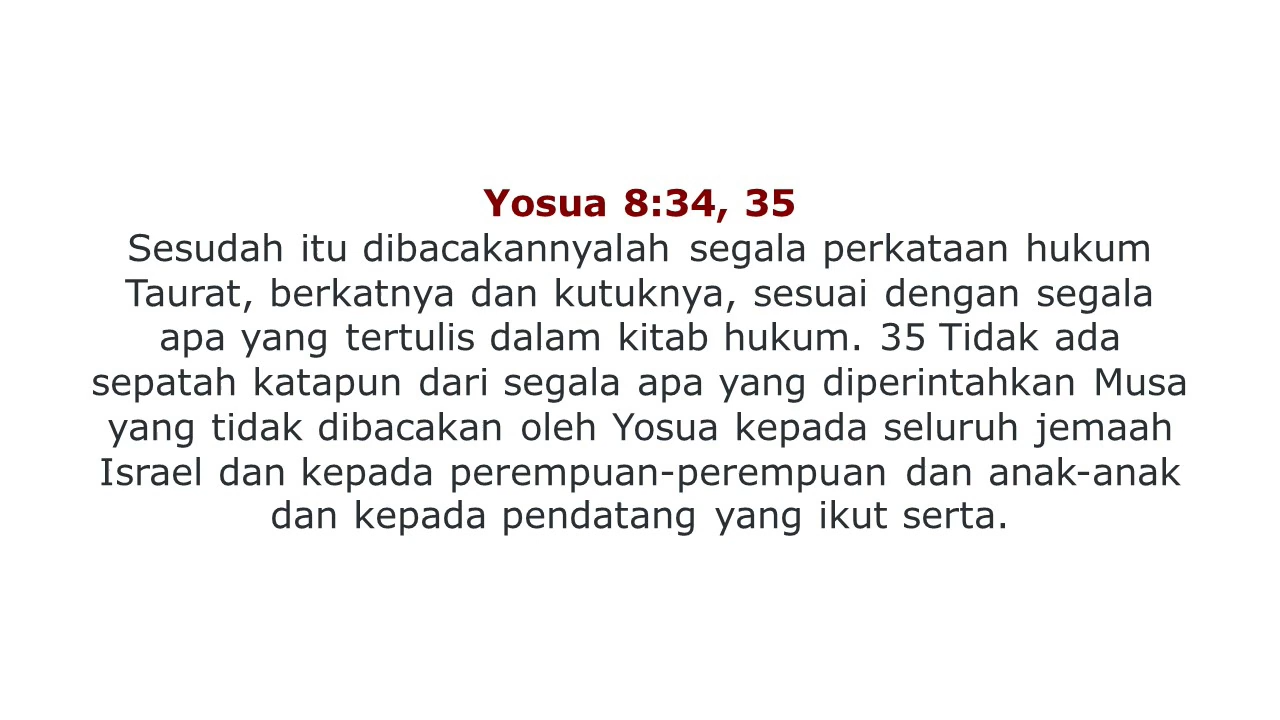 Yosua 8:34, 35
Sesudah itu dibacakannyalah segala perkataan hukum
Taurat, berkatnya dan kutuknya, sesuai dengan segala
apa yang tertulis dalam kitab hukum. 35 Tidak ada
sepatah katapun dari segala apa yang diperintahkan Musa
yang tidak dibacakan oleh Yosua kepada seluruh jemaah
Israel dan kepada perempuan-perempuan dan anak-anak
dan kepada pendatang yang ikut serta.